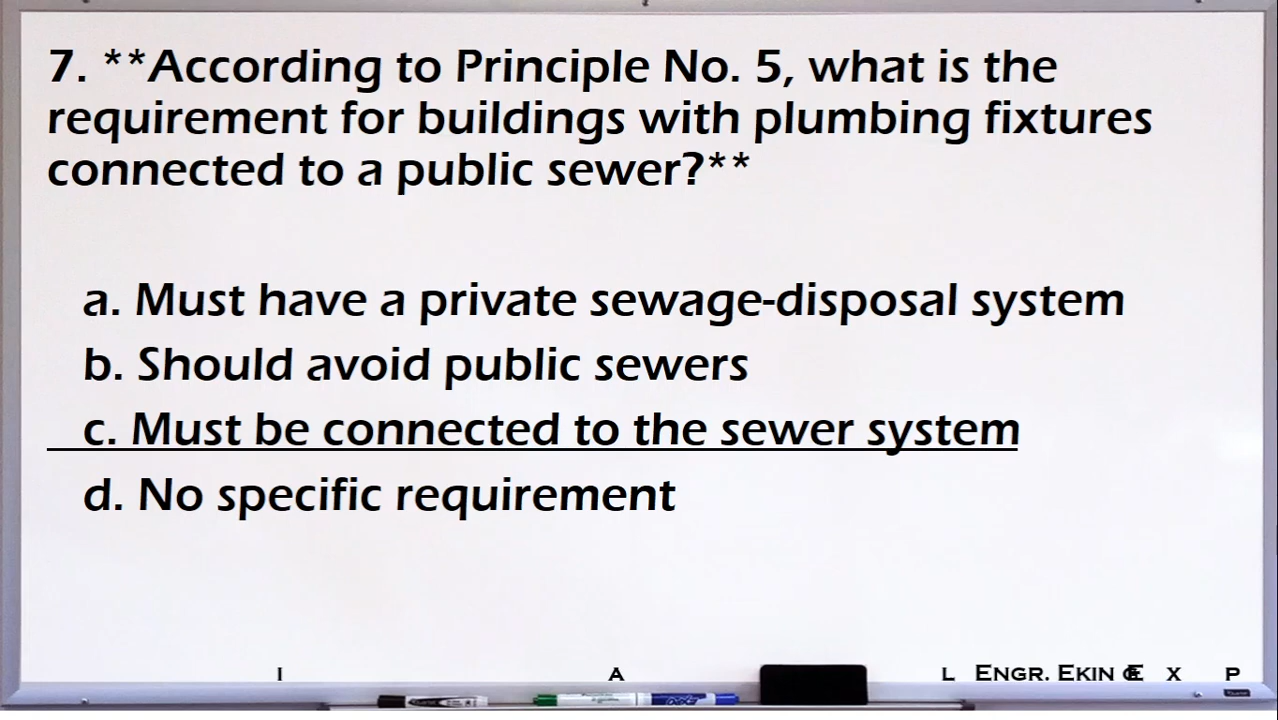 7. **According to Principle No. 5, what is the
requirement for buildings with plumbing fixtures
connected to a public sewer?**
a. Must have a private sewage-disposal system
b. Should avoid public sewers
c. Must be connected to the sewer system
d. No specific requirement
I A L ENGR. EKIN E X P